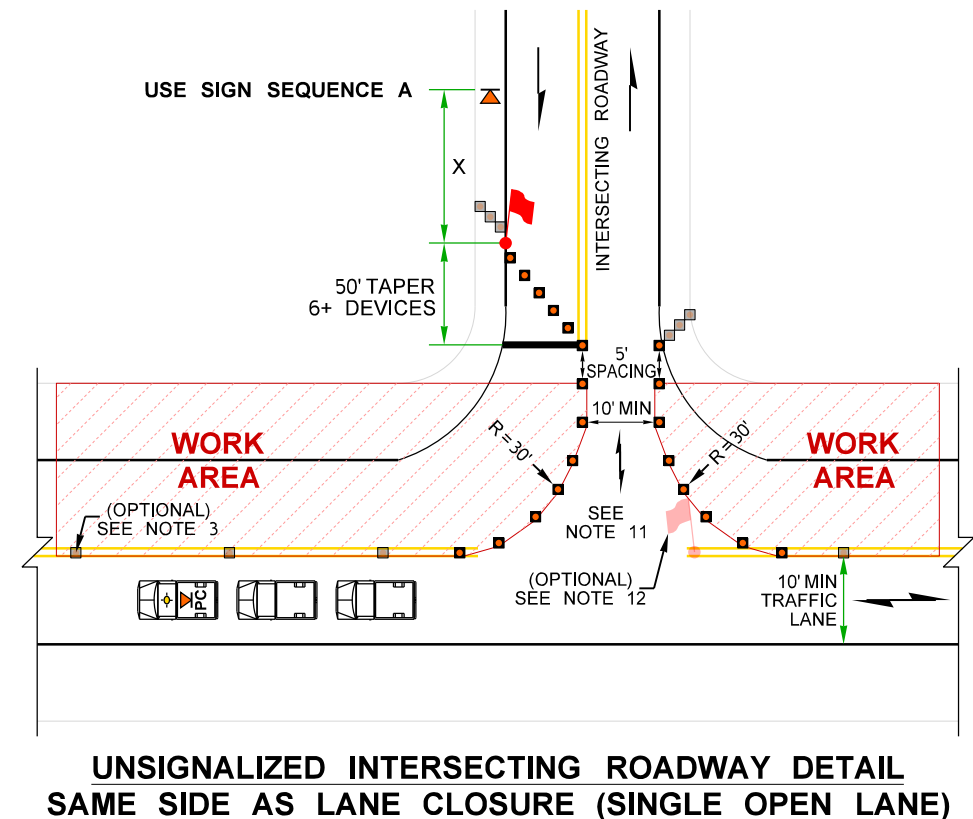 USE SIGN SEQUENCE A
INTERSECTING ROADWAY
X
50' TAPER
6+ DEVICES
5'
SPACING
10' MIN
WORK
AREA
R = 30'
R = 30'
WORK
AREA
(OPTIONAL)
SEE NOTE 3
SEE
NOTE 11
(OPTIONAL)
SEE NOTE 12
PC
10' MIN
TRAFFIC
LANE
UNSIGNALIZED INTERSECTING ROADWAY DETAIL
SAME SIDE AS LANE CLOSURE (SINGLE OPEN LANE)